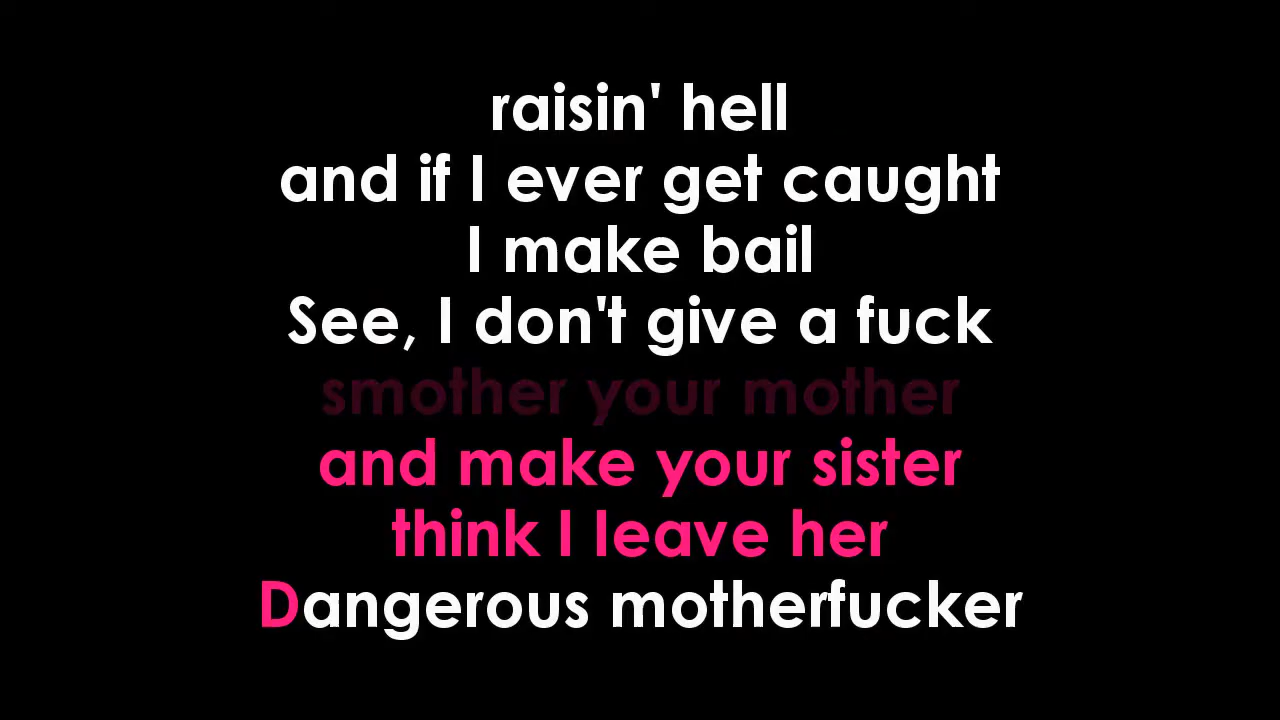 raisin' hell
and if I ever get caught
I make bail
See, I don't give a fuck
smother your mother
and make your sister
think I leave her
Dangerous motherfucker